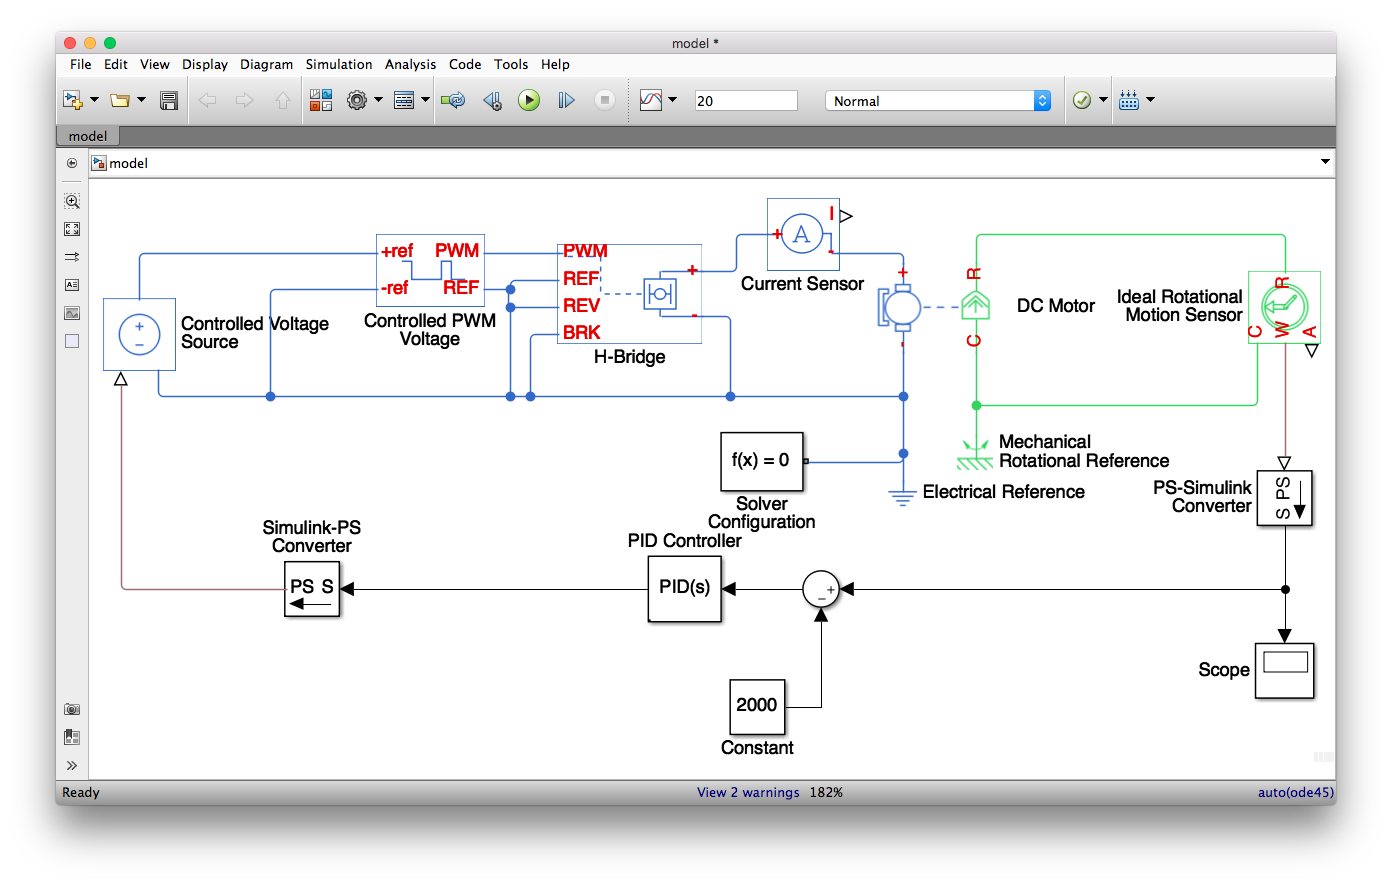 model *
File Edit View Display Diagram Simulation Analysis Code Tools Help
20
Normal
model
model
+ref PWM
-ref REF
Controlled PWM
Voltage
Controlled Voltage
Source
+
−
PWM
REF
REV
BRK
+
-
H-Bridge
I
+ A
-
Current Sensor
+
-
R
C
DC Motor
Ideal Rotational
Motion Sensor
R
C W A
f(x) = 0
Solver
Configuration
Electrical Reference
Mechanical
Rotational Reference
PS-Simulink
Converter
S PS
Simulink-PS
Converter
PS S
PID Controller
PID(s)
+
−
2000
Constant
Scope
Ready
View 2 warnings 182%
auto(ode45)